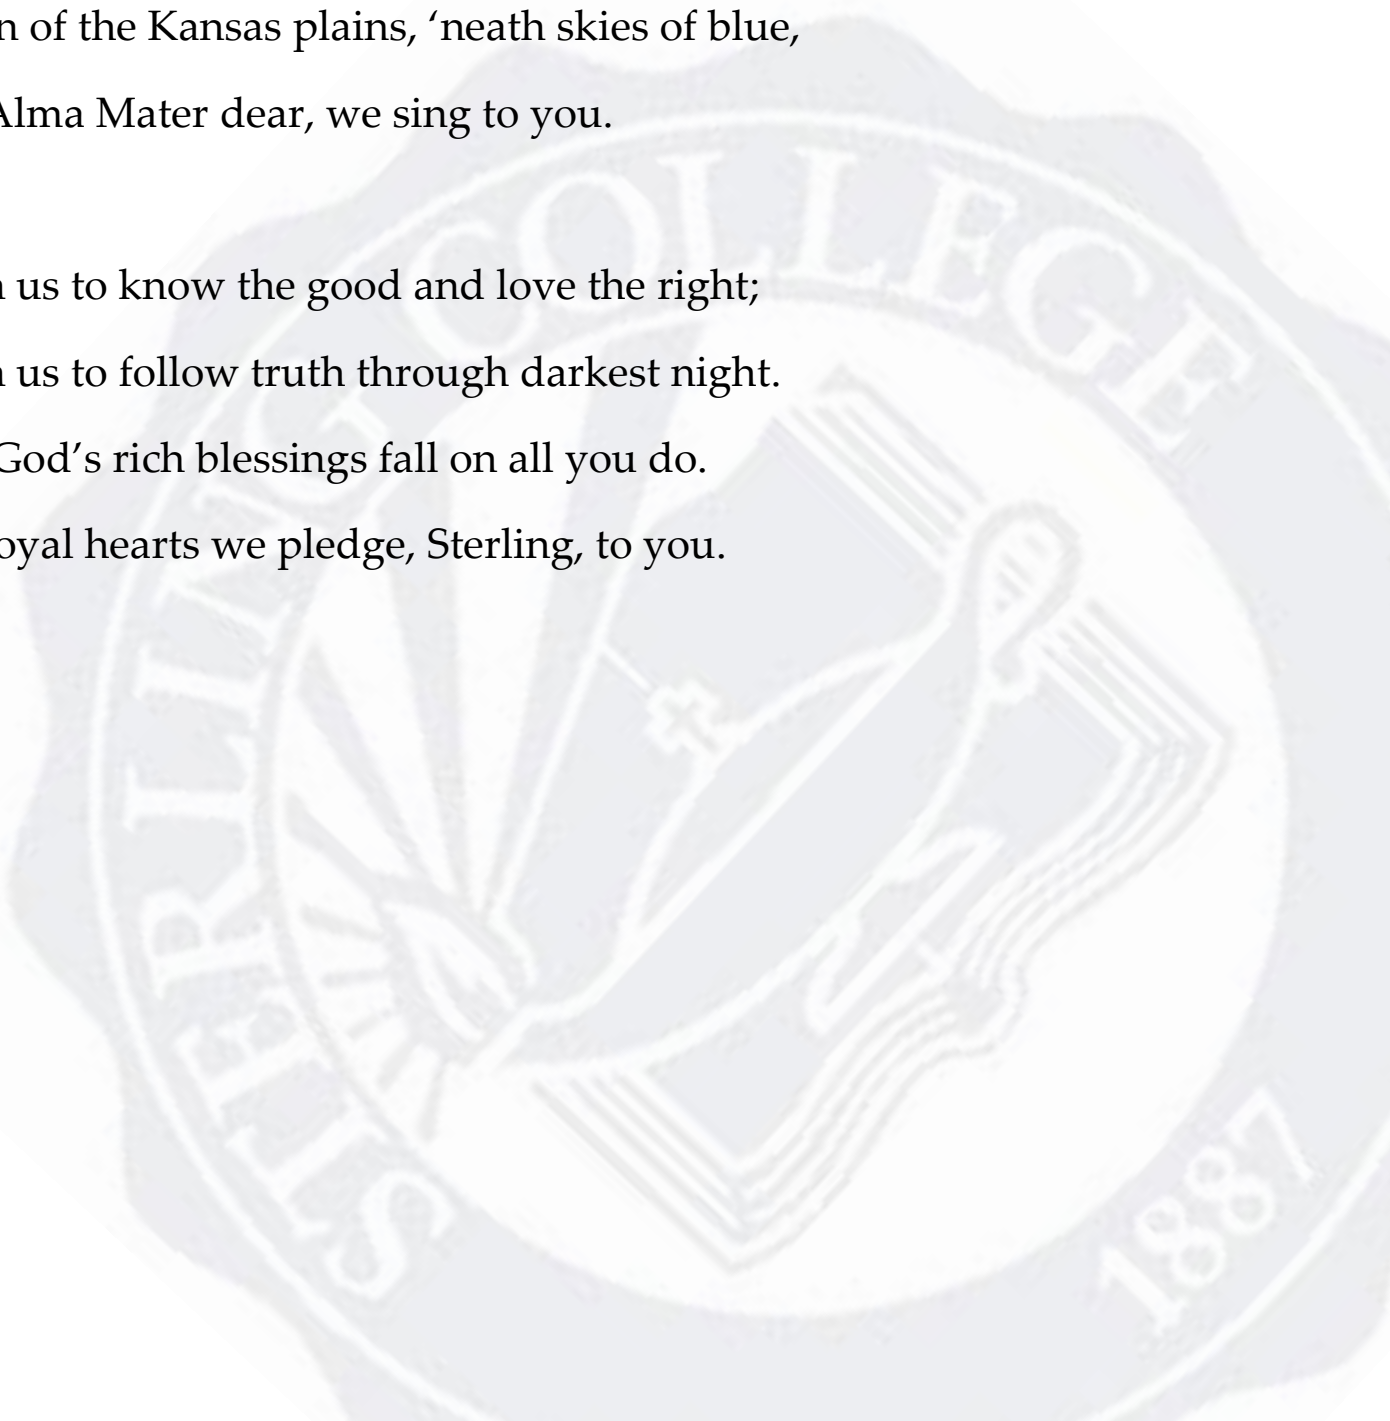 n of the Kansas plains, ‘neath skies of blue,
Alma Mater dear, we sing to you.
us to know the good and love the right;
us to follow truth through darkest night.
God’s rich blessings fall on all you do.
oyal hearts we pledge, Sterling, to you.
STERLING COLLEGE
1887